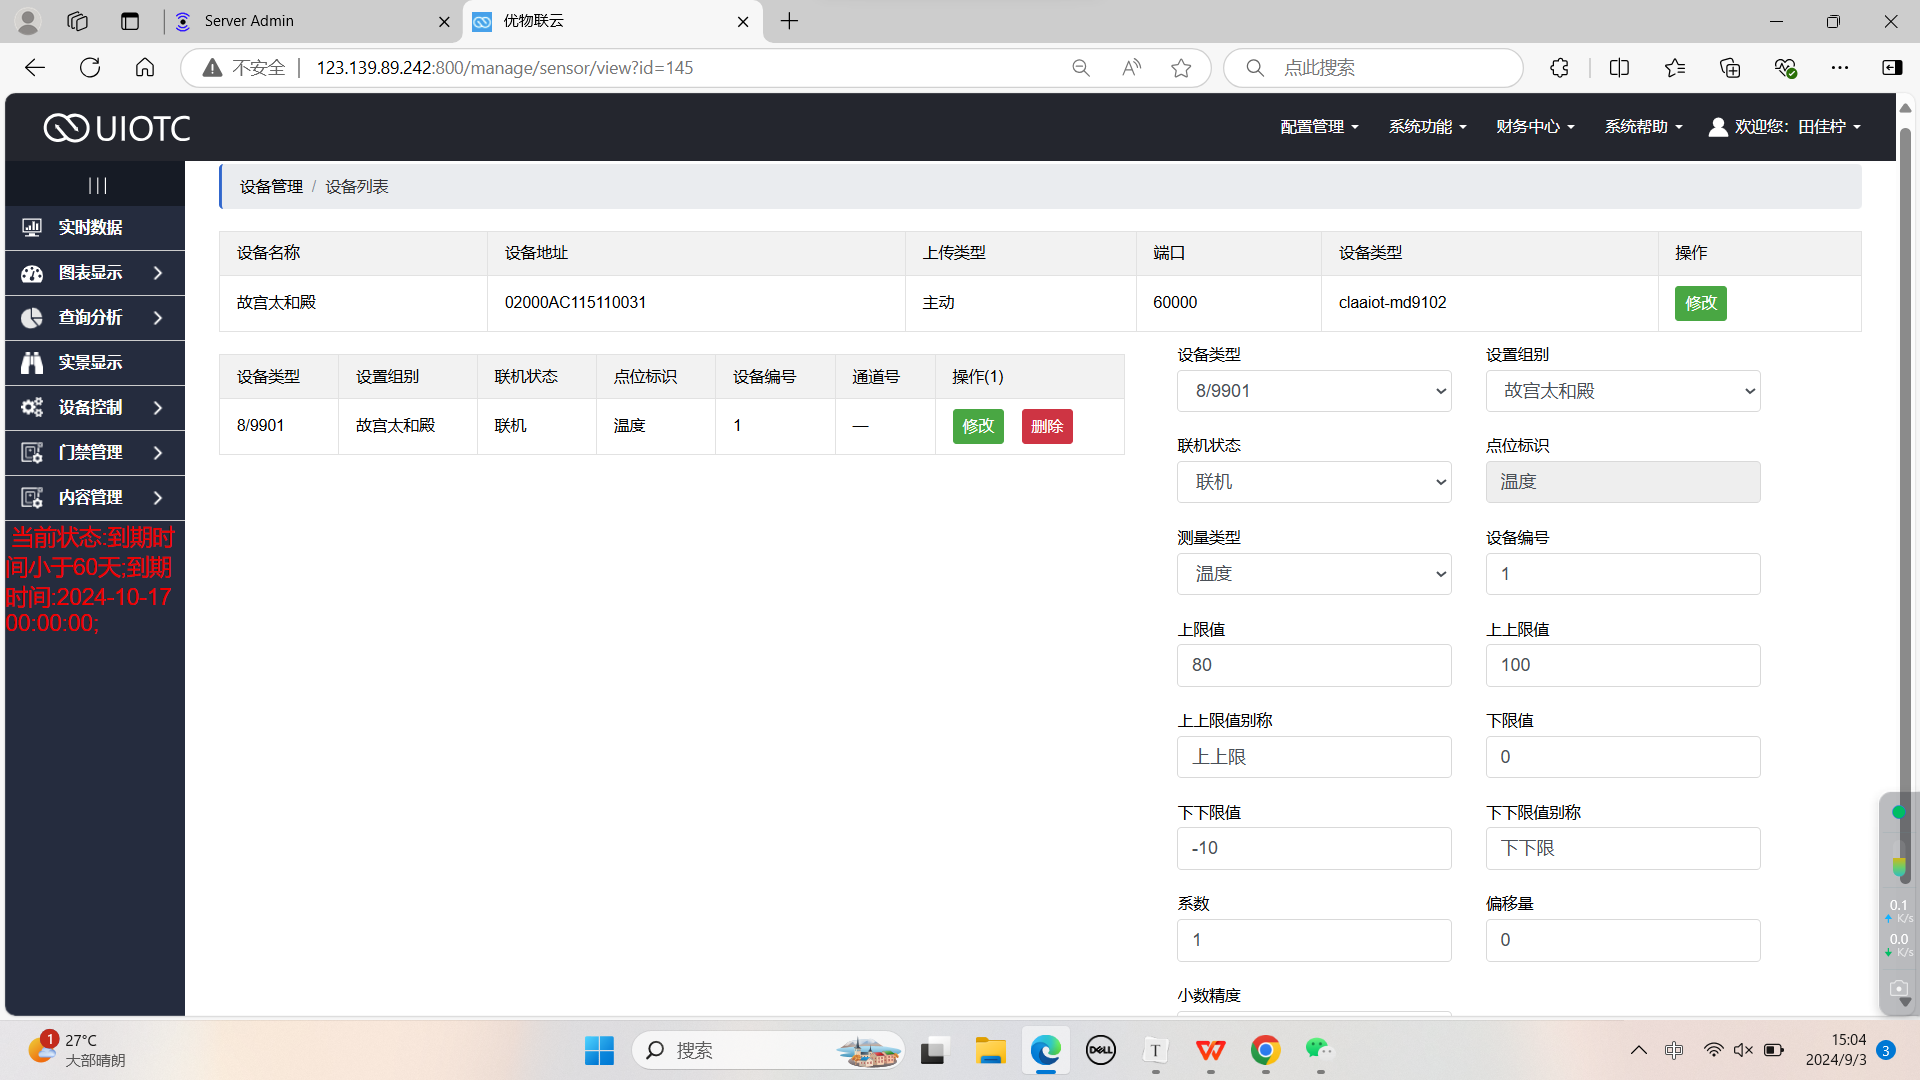 Server Admin
优物联云
不安全
123.139.89.242:800/manage/sensor/view?id=145
点此搜索
UIOTC
配置管理
系统功能
财务中心
系统帮助
欢迎您：田佳柠
|||
实时数据
图表显示
查询分析
实景显示
设备控制
门禁管理
内容管理
当前状态:到期时
间小于60天;到期
时间:2024-10-17
00:00:00;
设备管理 / 设备列表
设备名称 设备地址 上传类型 端口 设备类型 操作
故宫太和殿 02000AC115110031 主动 60000 claaiot-md9102 修改
设备类型 设置组别 联机状态 点位标识 设备编号 通道号 操作(1)
8/9901 故宫太和殿 联机 温度 1 — 修改 删除
设备类型 设置组别
8/9901 故宫太和殿
联机状态 点位标识
联机 温度
测量类型 设备编号
温度 1
上限值 上上限值
80 100
上上限值别称 下限值
上上限 0
下下限值 下下限值别称
-10 下下限
系数 偏移量
1 0
小数精度
0.1
K/s
0.0
K/s
1
27°C
大部晴朗
搜索
DELL
T
中
15:04
2024/9/3
3